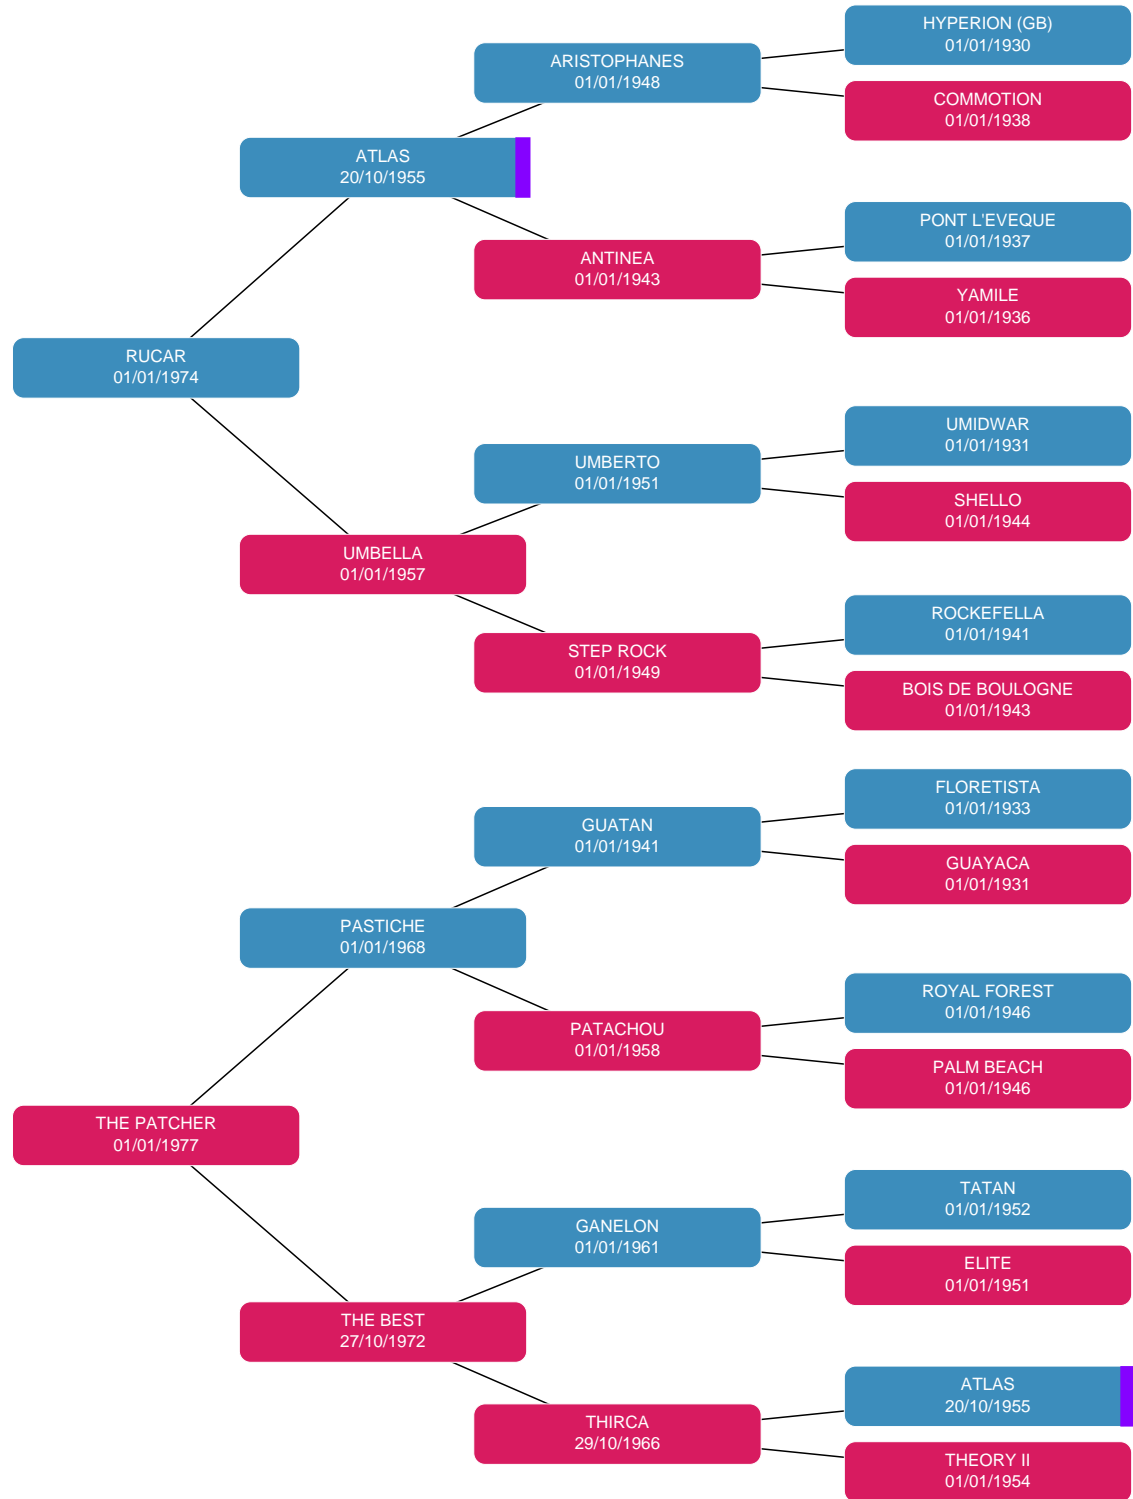 HYPERION (GB)
01/01/1930
ARISTOPHANES
01/01/1948
COMMOTION
01/01/1938
ATLAS
20/10/1955
PONT L'EVEQUE
01/01/1937
ANTINEA
01/01/1943
YAMILE
01/01/1936
RUCAR
01/01/1974
UMIDWAR
01/01/1931
UMBERTO
01/01/1951
SHELLO
01/01/1944
UMBELLA
01/01/1957
ROCKEFELLA
01/01/1941
STEP ROCK
01/01/1949
BOIS DE BOULOGNE
01/01/1943
FLORETISTA
01/01/1933
GUATAN
01/01/1941
GUAYACA
01/01/1931
PASTICHE
01/01/1968
ROYAL FOREST
01/01/1946
PATACHOU
01/01/1958
PALM BEACH
01/01/1946
THE PATCHER
01/01/1977
TATAN
01/01/1952
GANELON
01/01/1961
ELITE
01/01/1951
THE BEST
27/10/1972
ATLAS
20/10/1955
THIRCA
29/10/1966
THEORY II
01/01/1954